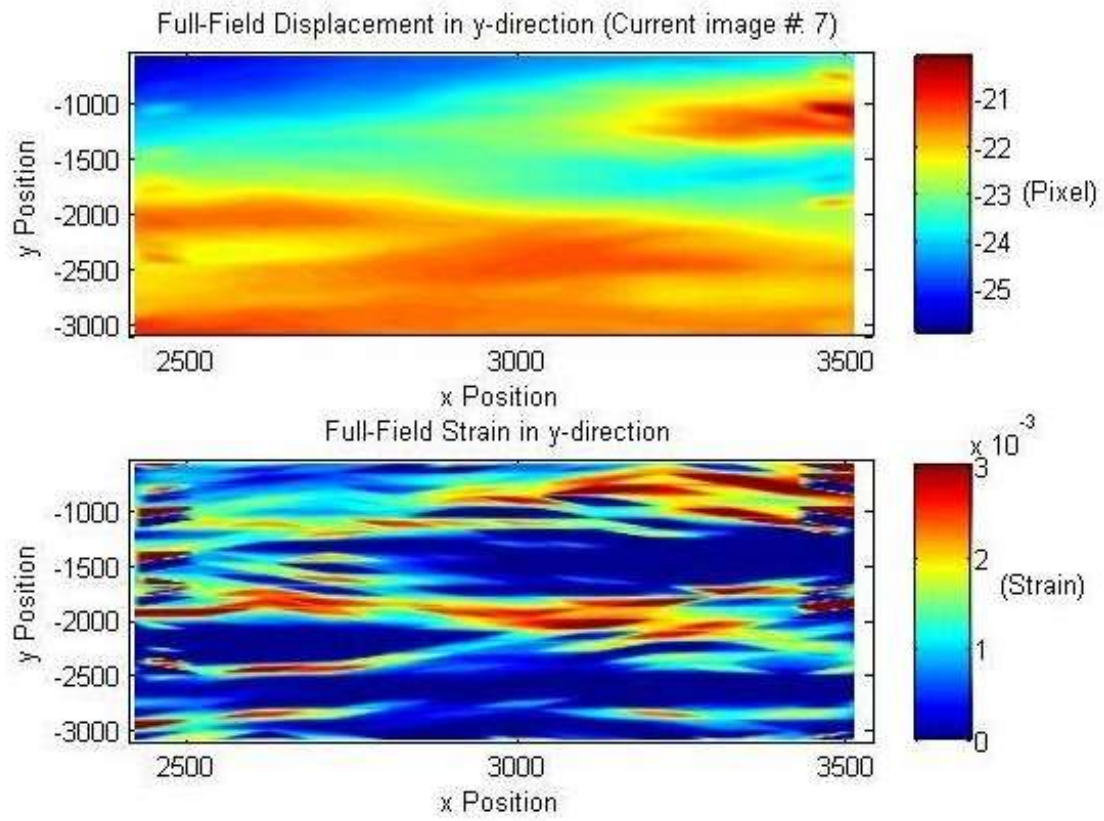 Full-Field Displacement in y-direction (Current image #: 7)
y Position
-1000
-1500
-2000
-2500
-3000
2500
3000
3500
x Position
-21
-22
-23
-24
-25
(Pixel)
Full-Field Strain in y-direction
y Position
-1000
-1500
-2000
-2500
-3000
2500
3000
3500
x Position
x 10⁻³
3
2
1
0
(Strain)